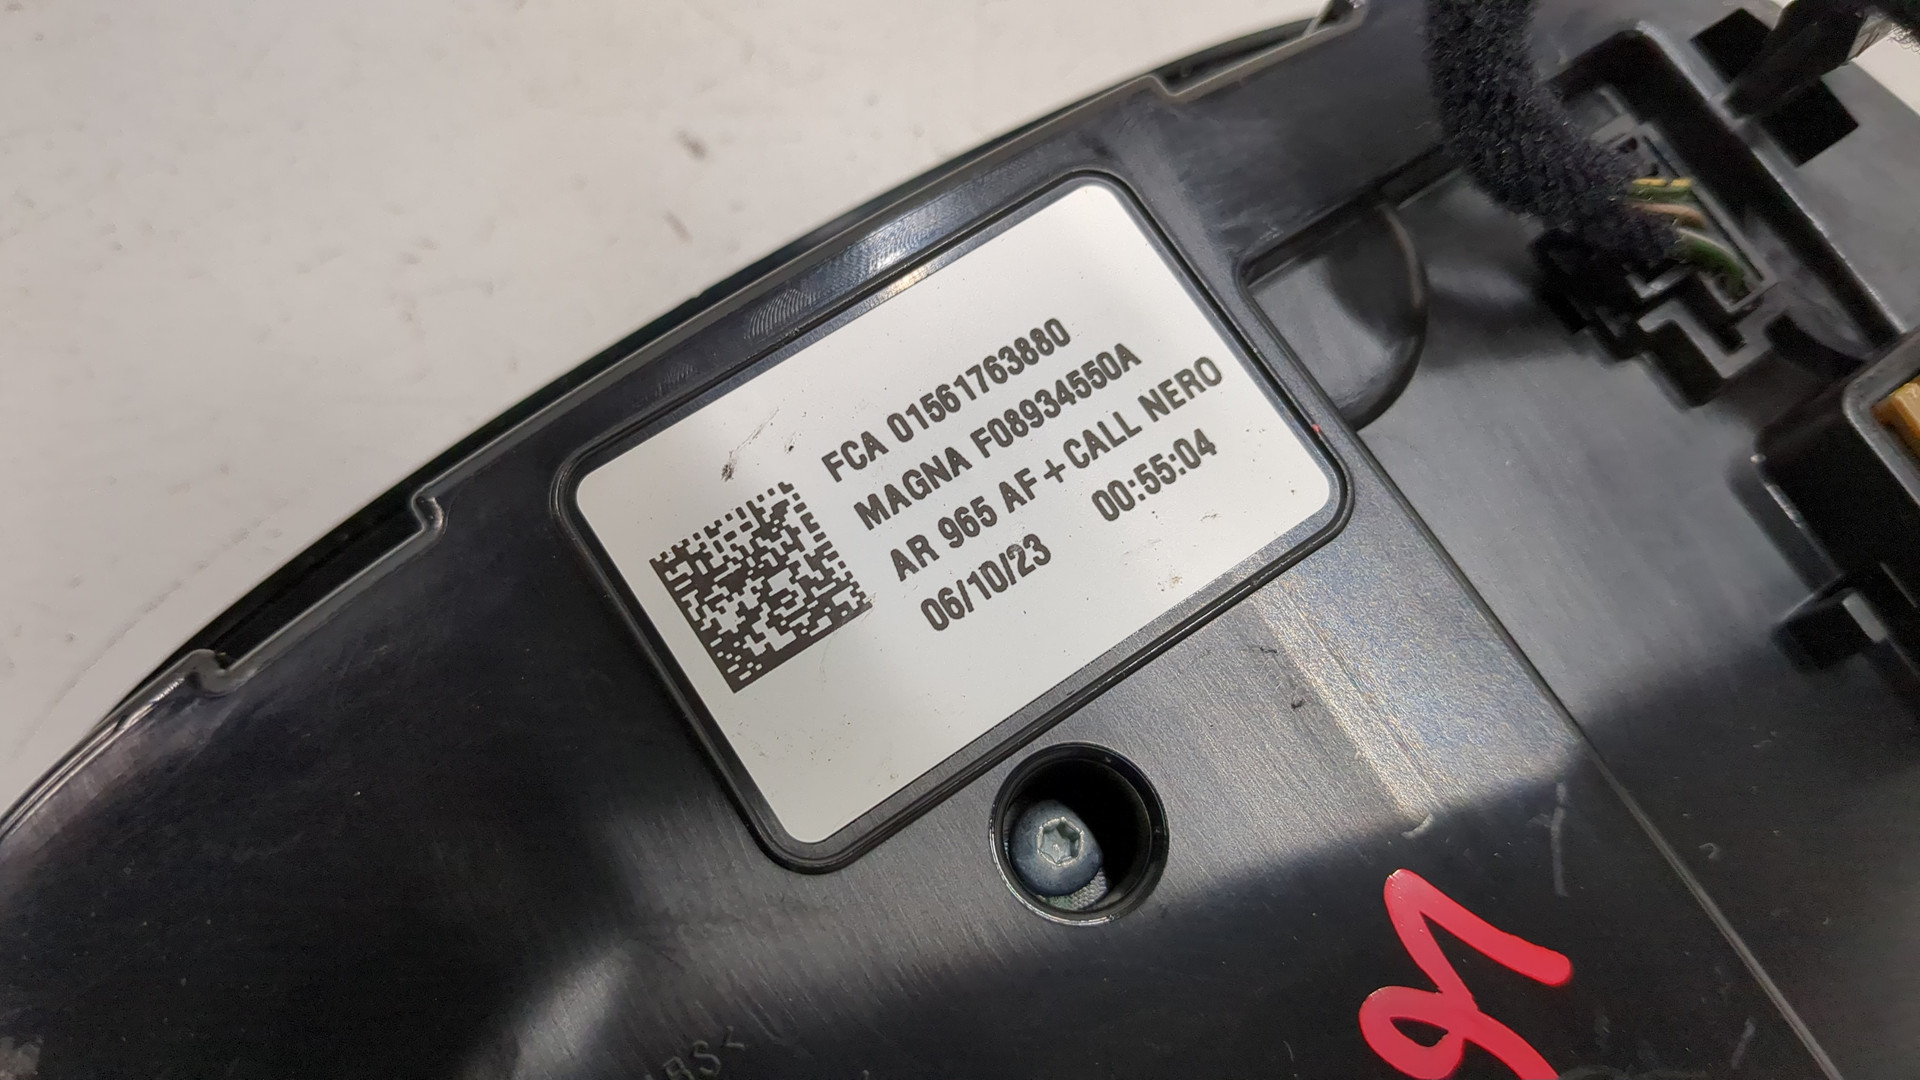 FCA 01561763880
MAGNA F08934550A
AR 965 AF+CALL NERO
06/10/23 00:55:04